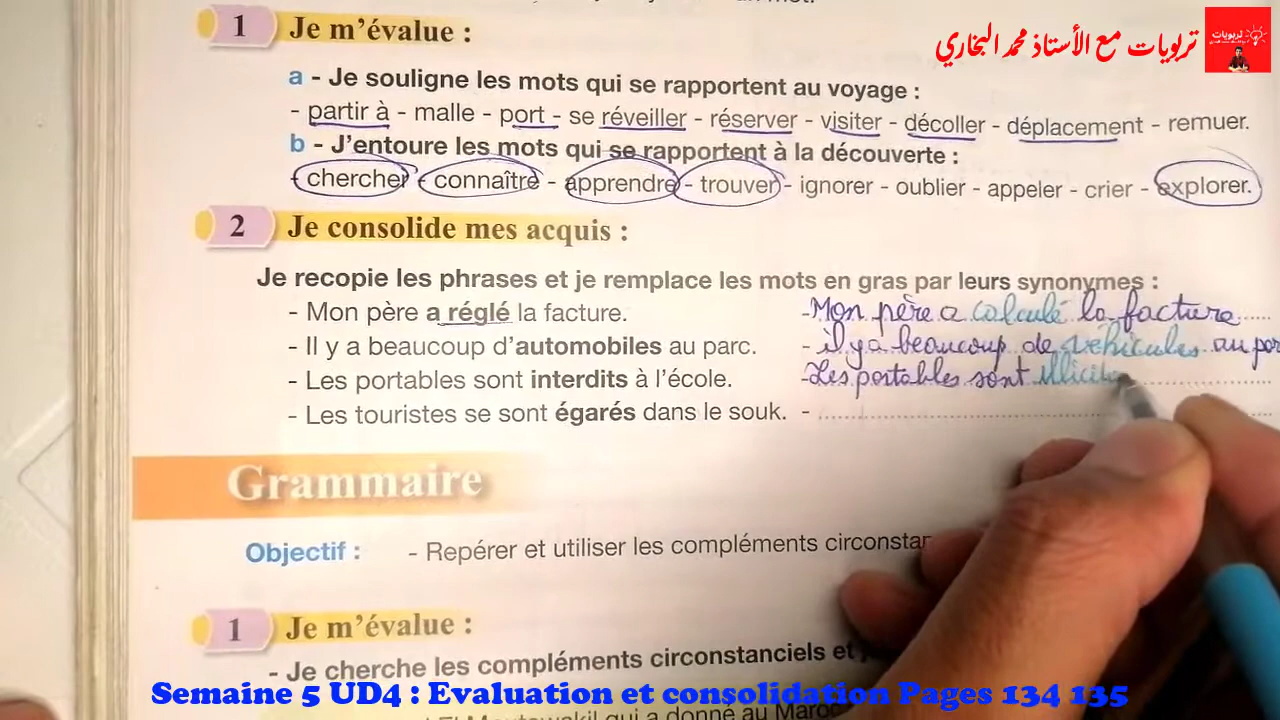 تربويات مع الأستاذ محمد البخاري
تربويات
1 Je m'évalue :
a - Je souligne les mots qui se rapportent au voyage :
- partir à - malle - port - se réveiller - réserver - visiter - décoller - déplacement - remuer.
b - J'entoure les mots qui se rapportent à la découverte :
- chercher - connaître - apprendre - trouver - ignorer - oublier - appeler - crier - explorer.
2 Je consolide mes acquis :
Je recopie les phrases et je remplace les mots en gras par leurs synonymes :
- Mon père a réglé la facture. - Mon père a calculé la facture
- Il y a beaucoup d'automobiles au parc. - il y a beaucoup de véhicules au par
- Les portables sont interdits à l'école. - Les portables sont illicite
- Les touristes se sont égarés dans le souk. -
Grammaire
Objectif : - Repérer et utiliser les compléments circonstan
1 Je m'évalue :
- Je cherche les compléments circonstanciels et
qui a donné au Maroc
Semaine 5 UD4 : Evaluation et consolidation Pages 134 135